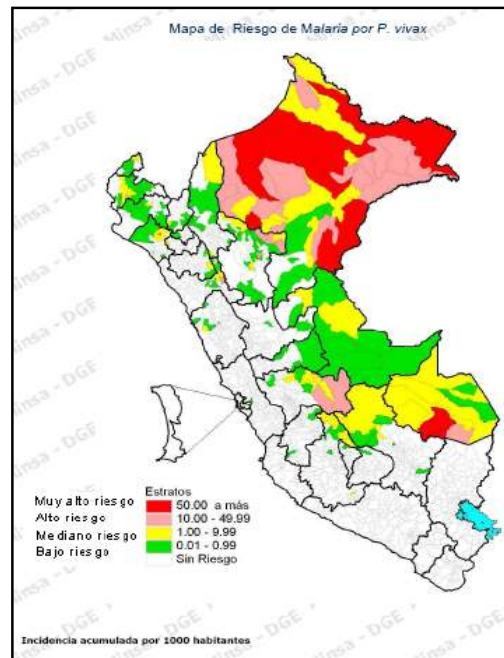 Mapa de Riesgo de Malaria por P. vivax
Estratos
Muy alto riesgo 50.00 a más
Alto riesgo 10.00 - 49.99
Mediano riesgo 1.00 - 9.99
Bajo riesgo 0.01 - 0.99
Sin Riesgo
Incidencia acumulada por 1000 habitantes
Minsa - DGE